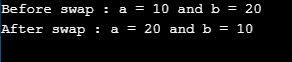 Before swap : a = 10 and b = 20
After swap : a = 20 and b = 10